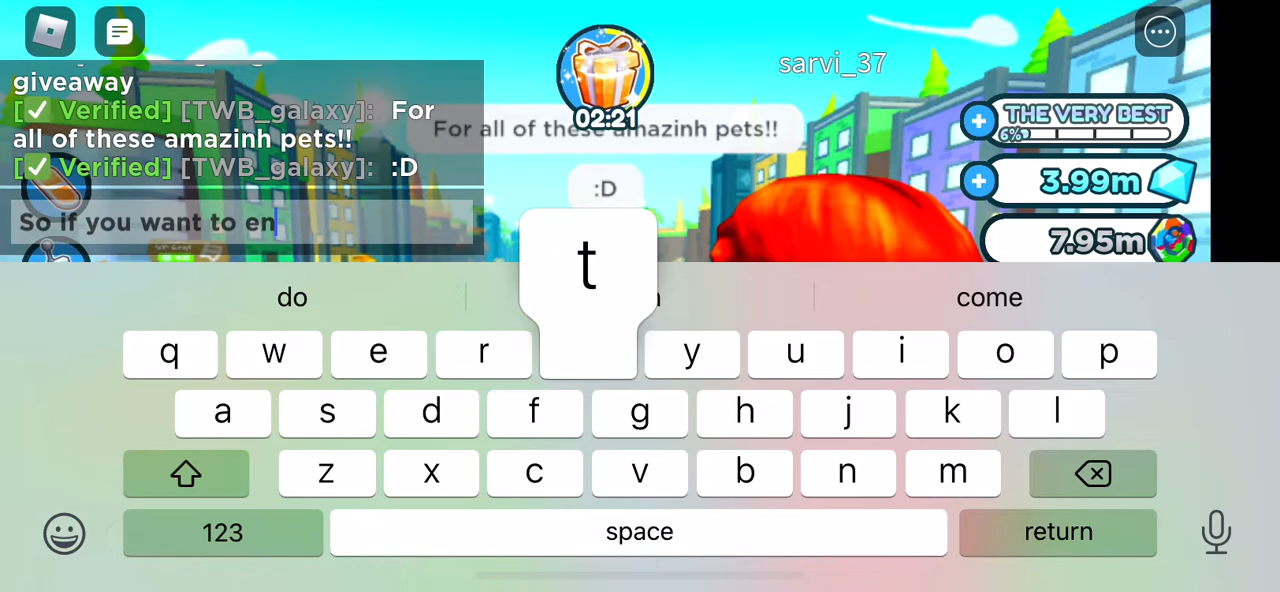 giveaway
[✓ Verified] [TWB_galaxy]: For
all of these amazinh pets!!
[✓ Verified] [TWB_galaxy]: :D
So if you want to en
02:21
sarvi_37
For all of these amazinh pets!!
:D
THE VERY BEST
6%
3.99m
7.95m
do
come
t
q w e r y u i o p
a s d f g h j k l
z x c v b n m
123 space return